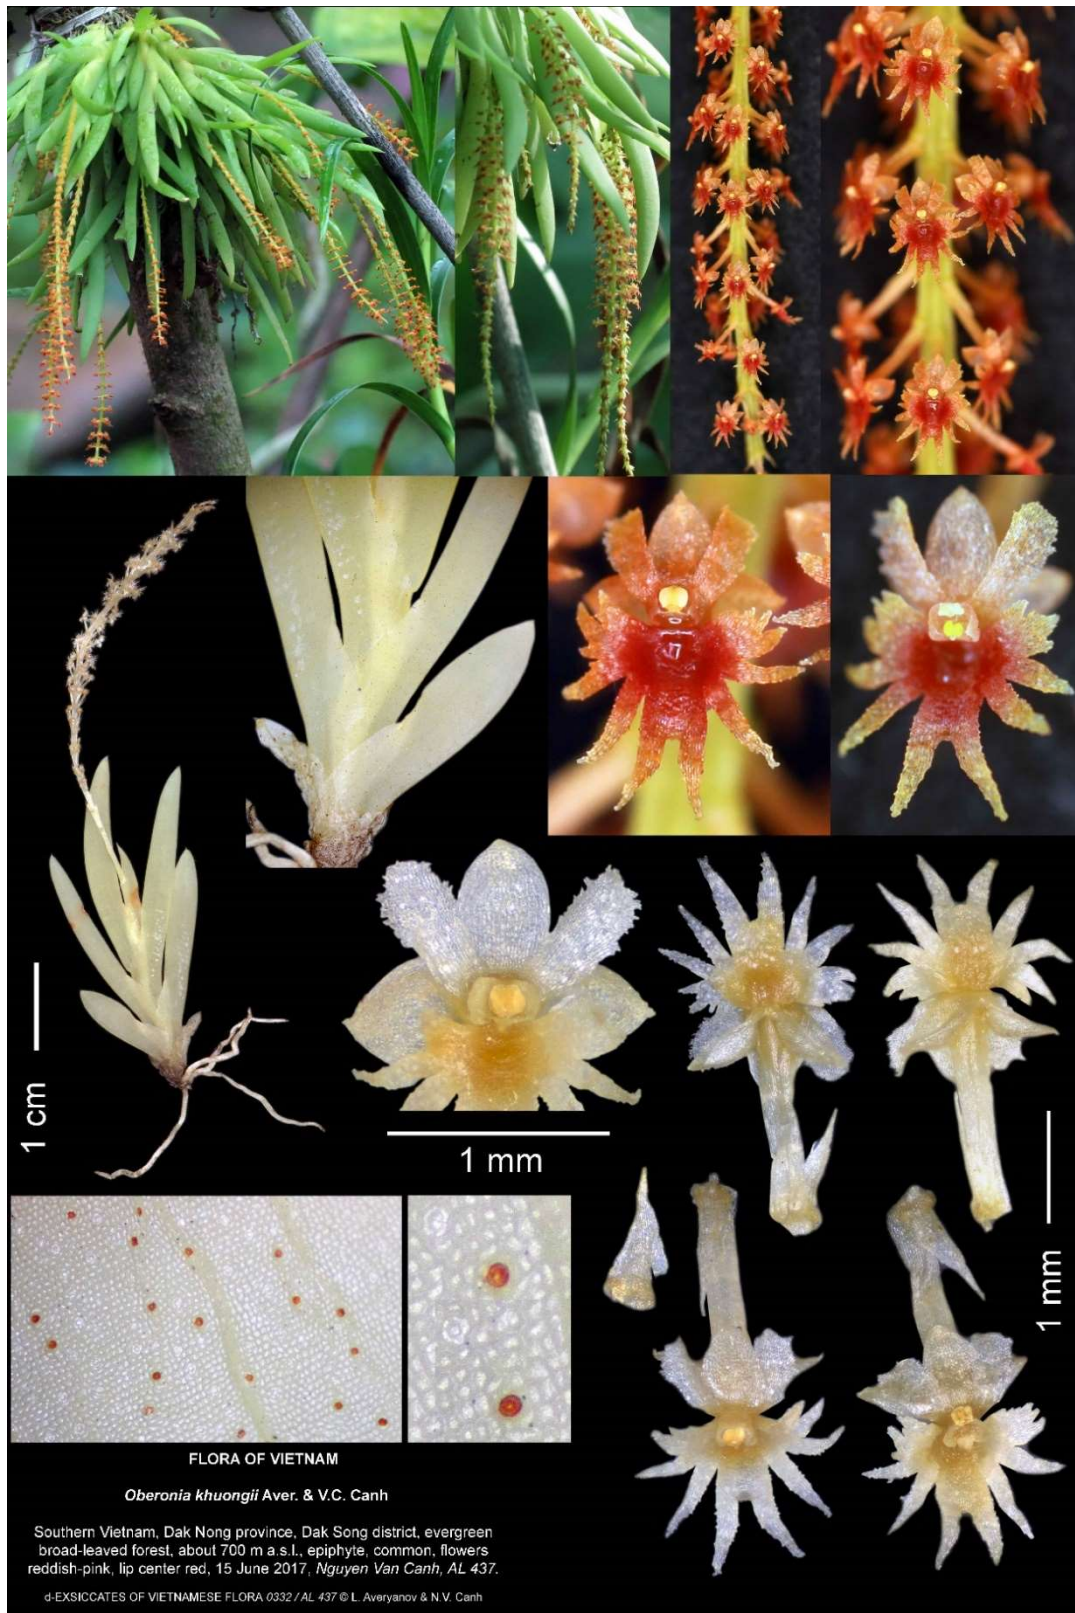 1 cm
1 mm
1 mm
FLORA OF VIETNAM
Oberonia khuongii Aver. & V.C. Canh
Southern Vietnam, Dak Nong province, Dak Song district, evergreen
broad-leaved forest, about 700 m a.s.l., epiphyte, common, flowers
reddish-pink, lip center red, 15 June 2017, Nguyen Van Canh, AL 437.
d-EXSICCATES OF VIETNAMESE FLORA 0332 / AL 437 © L. Averyanov & N.V. Canh